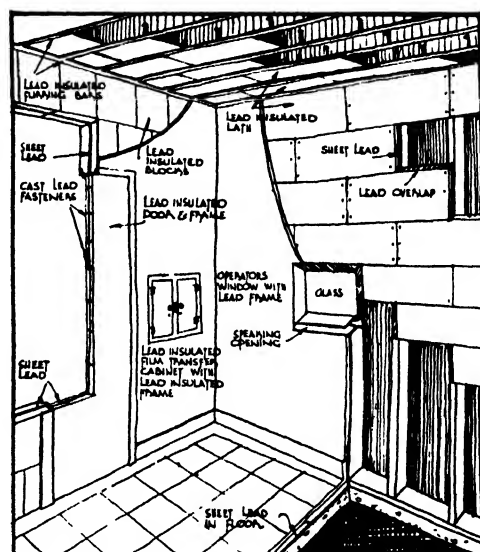 LEAD INSULATED
FURRING BARS
LEAD INSULATED
LATH
SHEET
LEAD
LEAD
INSULATED
BLOCKS
SHEET LEAD
CAST LEAD
FASTENERS
LEAD INSULATED
DOOR & FRAME
LEAD OVERLAP
OPERATORS
WINDOW WITH
LEAD FRAME
GLASS
SPEAKING
OPENING
LEAD INSULATED
FILM TRANSFER
CABINET WITH
LEAD INSULATED
FRAME
SHEET
LEAD
SHEET LEAD
IN FLOOR